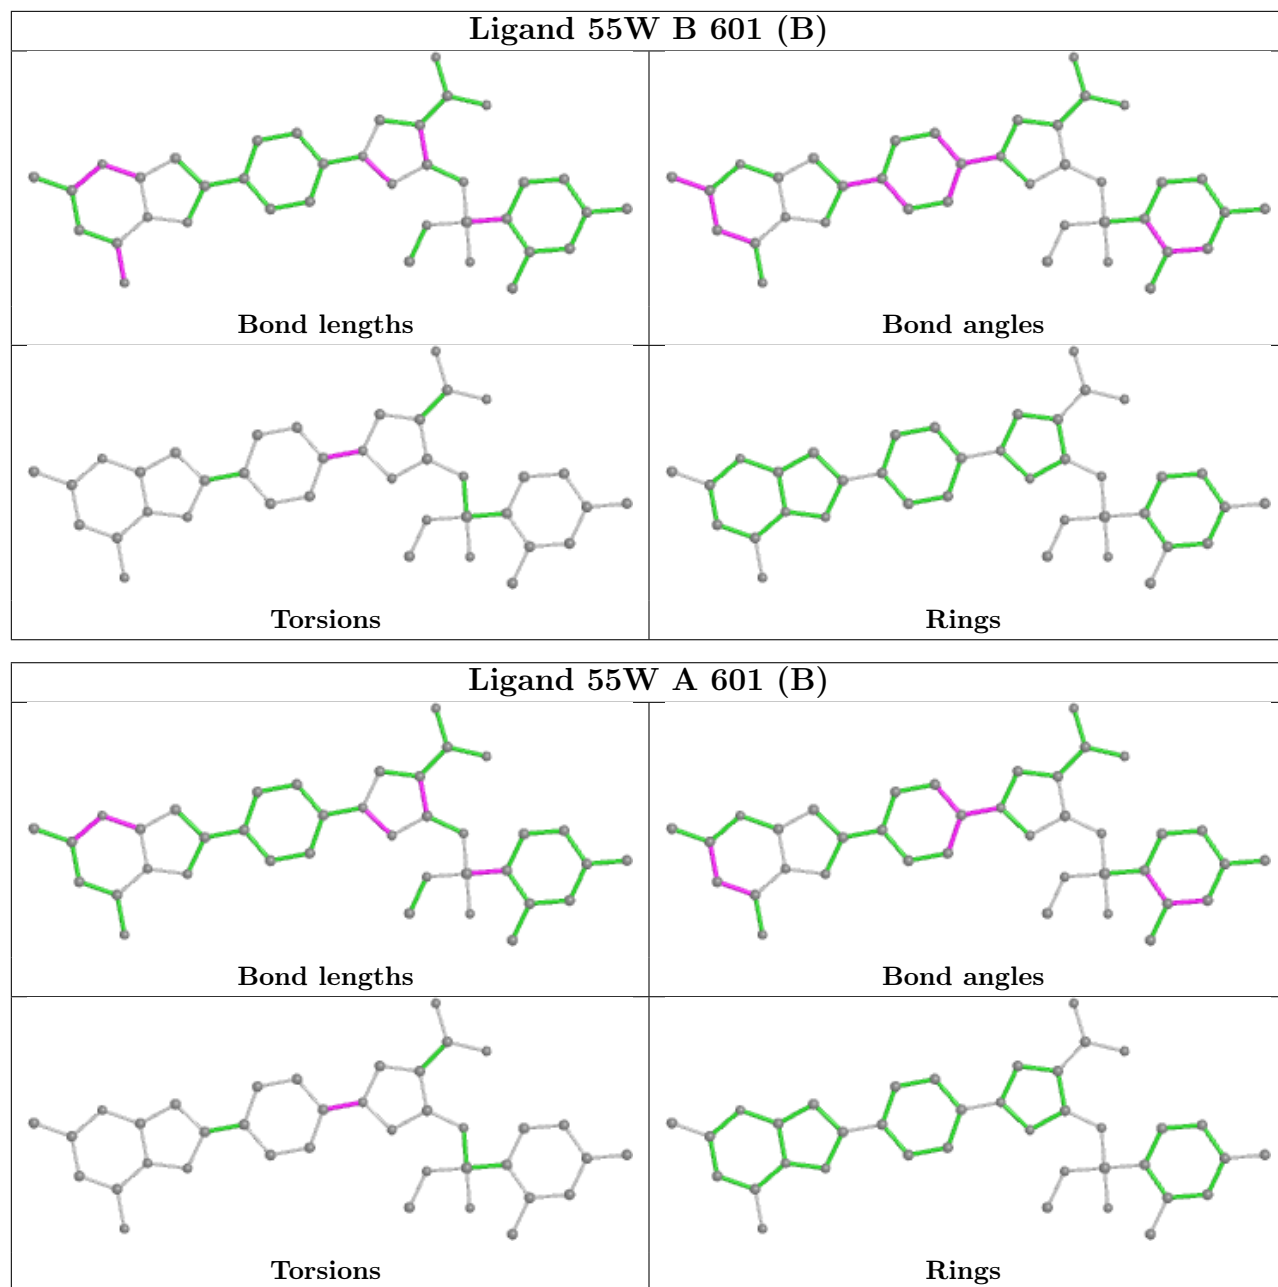 Ligand 55W B 601 (B)
Bond lengths
Bond angles
Torsions
Rings
Ligand 55W A 601 (B)
Bond lengths
Bond angles
Torsions
Rings